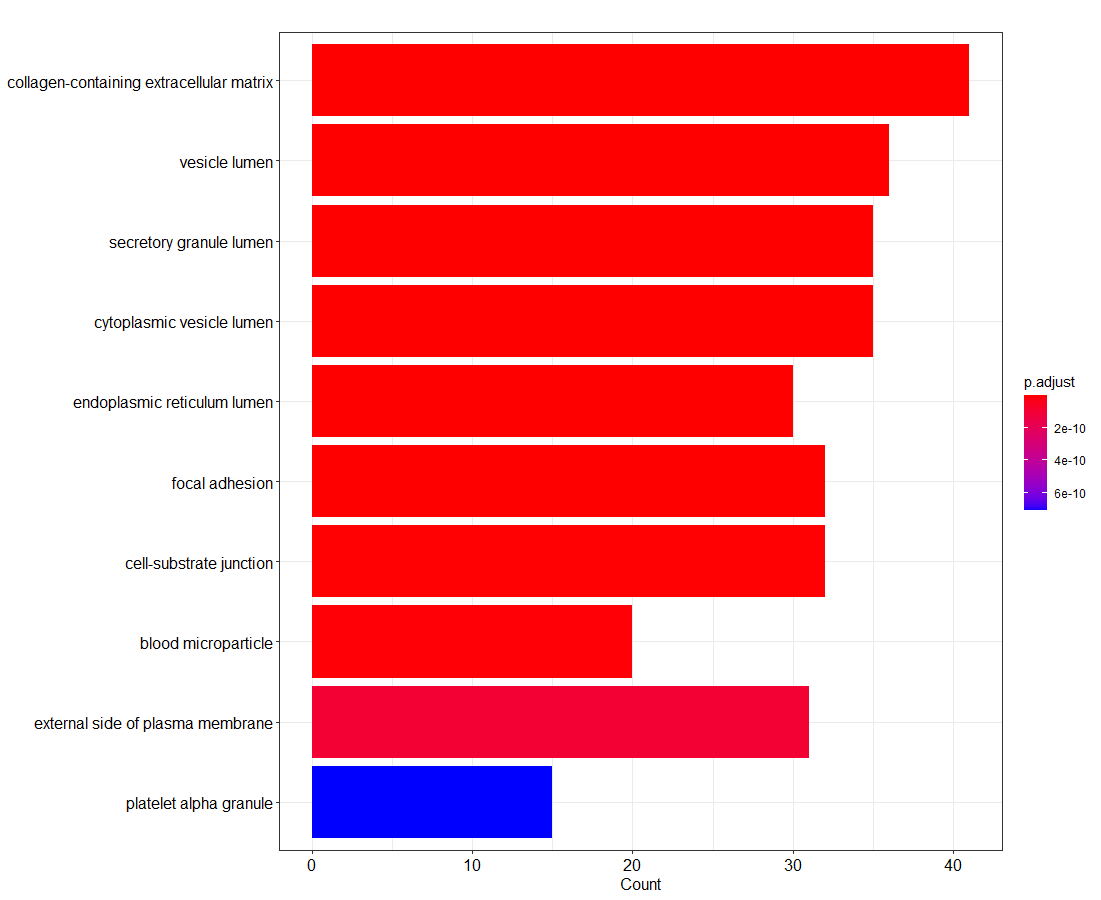 collagen-containing extracellular matrix
vesicle lumen
secretory granule lumen
cytoplasmic vesicle lumen
endoplasmic reticulum lumen
focal adhesion
cell-substrate junction
blood microparticle
external side of plasma membrane
platelet alpha granule
0 10 20 30 40
Count
p.adjust
2e-10
4e-10
6e-10